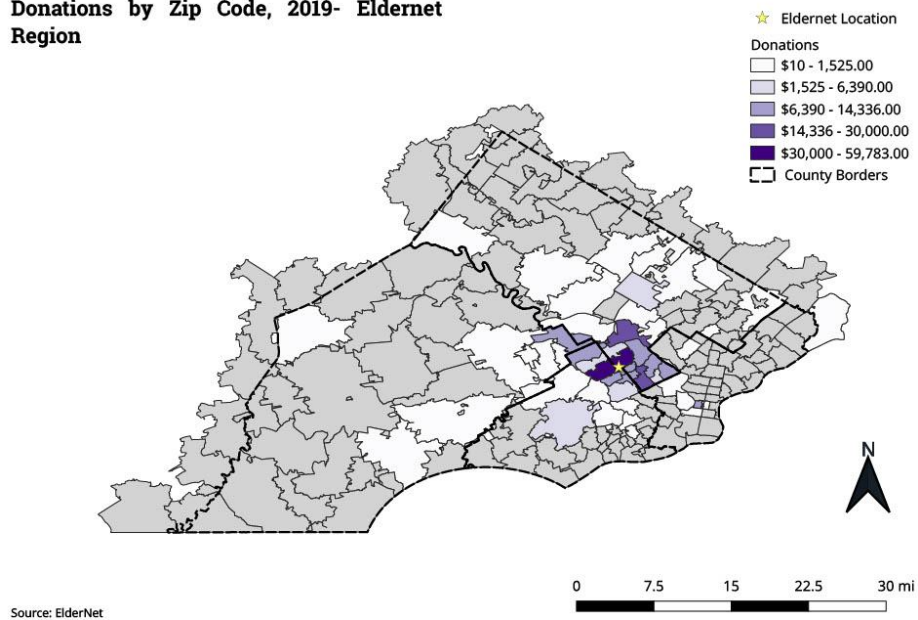 Donations by Zip Code, 2019- Eldernet
Region
Eldernet Location
Donations
$10 - 1,525.00
$1,525 - 6,390.00
$6,390 - 14,336.00
$14,336 - 30,000.00
$30,000 - 59,783.00
County Borders
N
0 7.5 15 22.5 30 mi
Source: ElderNet